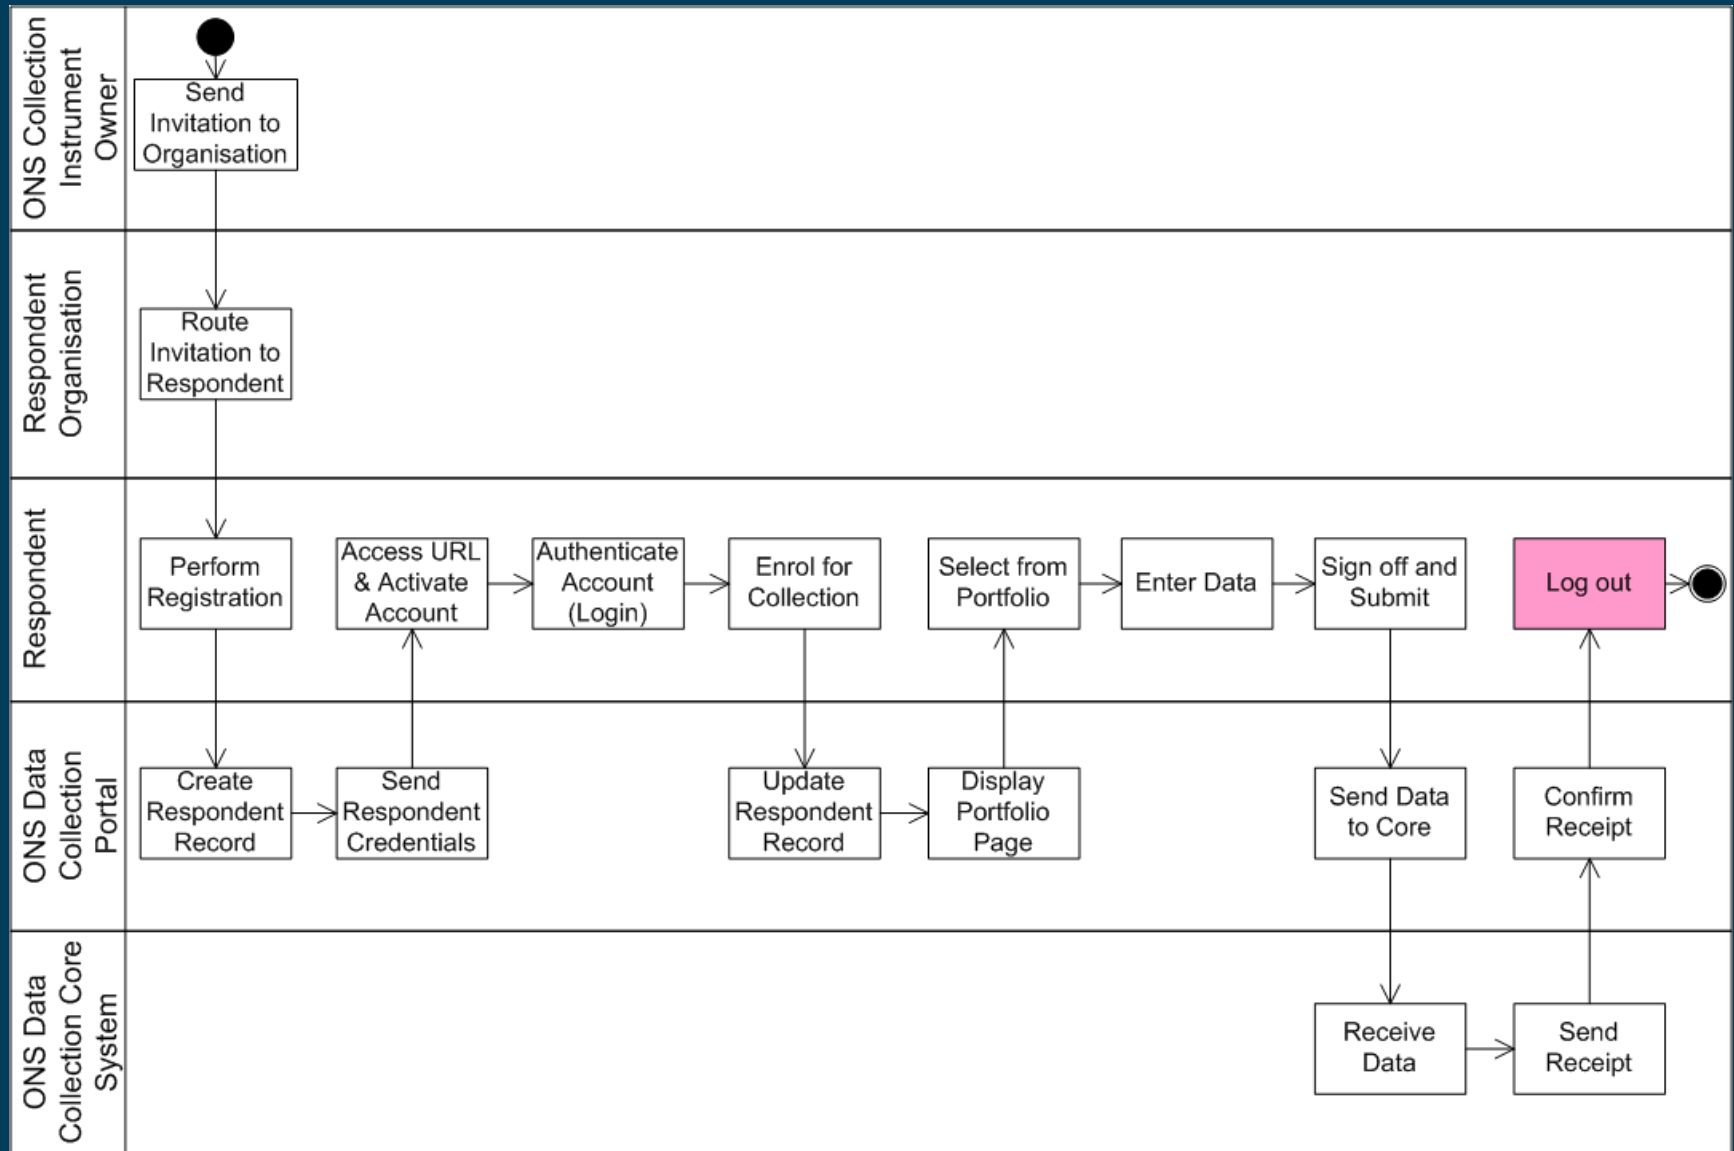 ONS Collection
Instrument
Owner
Send
Invitation to
Organisation
Respondent
Organisation
Route
Invitation to
Respondent
Respondent
Perform
Registration
Access URL
& Activate
Account
Authenticate
Account
(Login)
Enrol for
Collection
Select from
Portfolio
Enter Data
Sign off and
Submit
Log out
ONS Data
Collection
Portal
Create
Respondent
Record
Send
Respondent
Credentials
Update
Respondent
Record
Display
Portfolio
Page
Send Data
to Core
Confirm
Receipt
ONS Data
Collection Core
System
Receive
Data
Send
Receipt